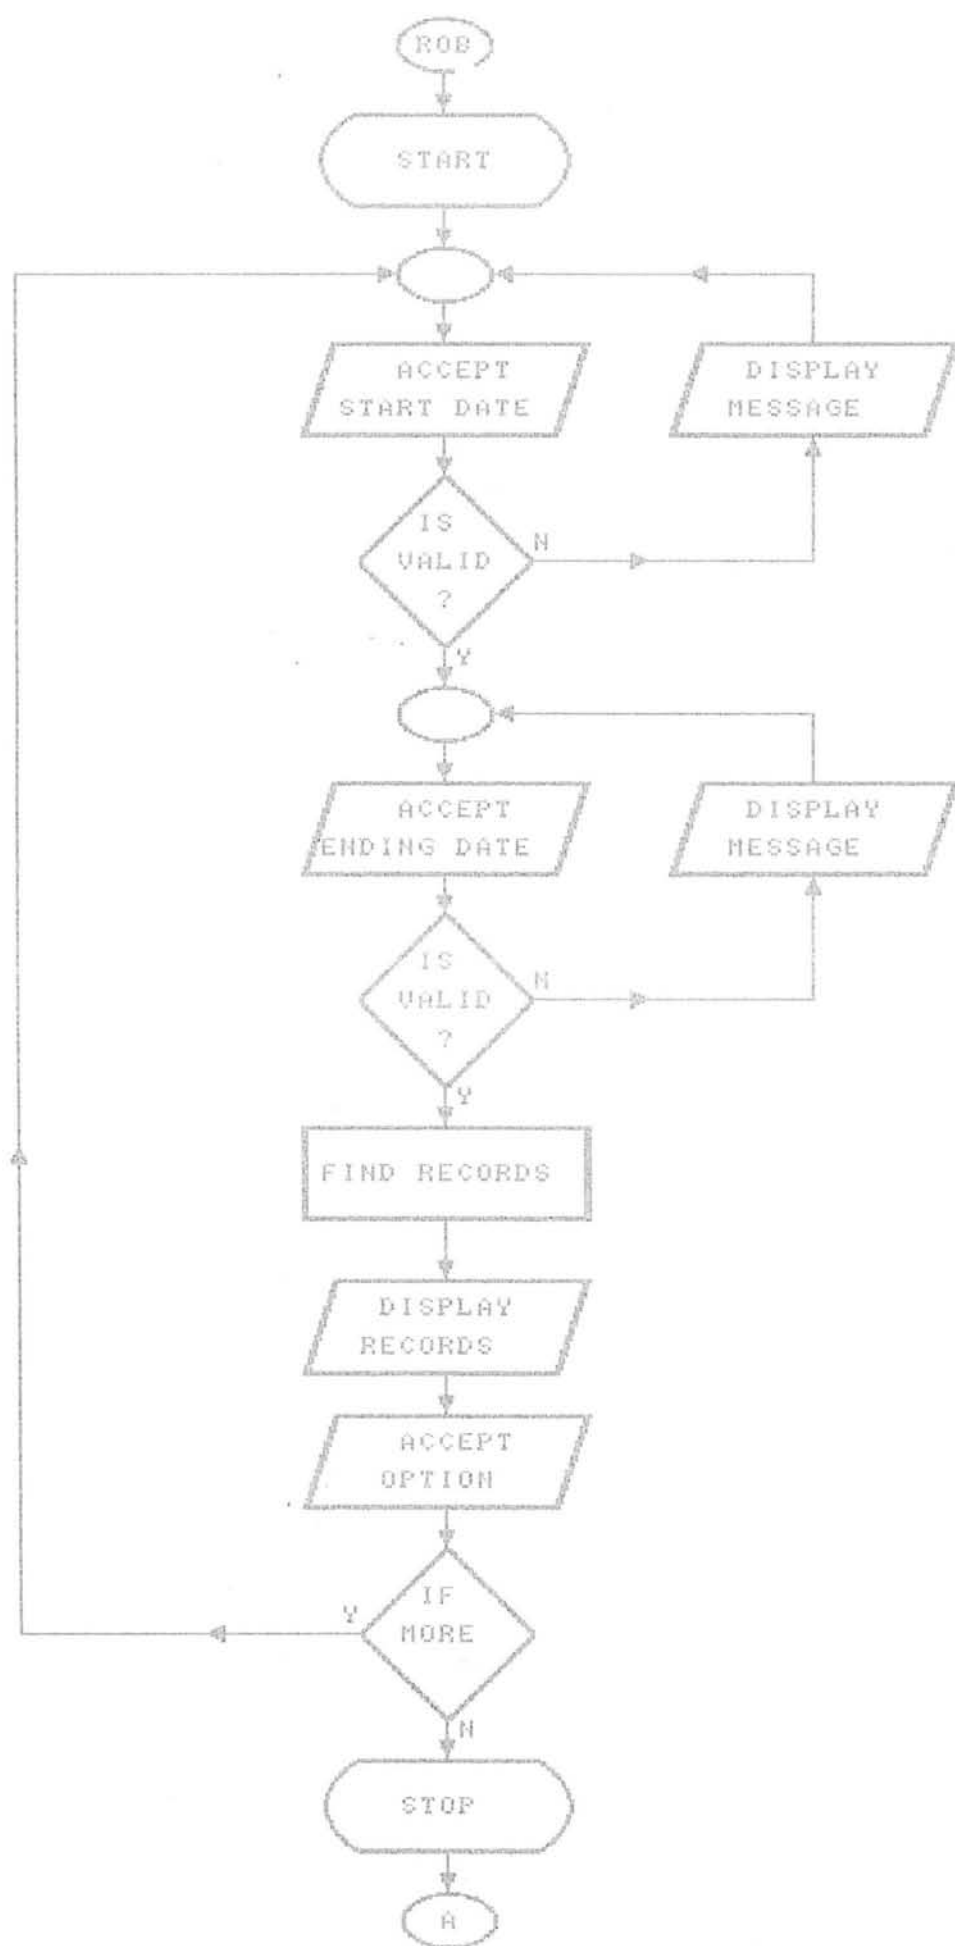 ROB
START
ACCEPT
START DATE
DISPLAY
MESSAGE
IS
VALID
?
N
Y
ACCEPT
ENDING DATE
DISPLAY
MESSAGE
IS
VALID
?
N
Y
FIND RECORDS
DISPLAY
RECORDS
ACCEPT
OPTION
IF
MORE
Y
N
STOP
A